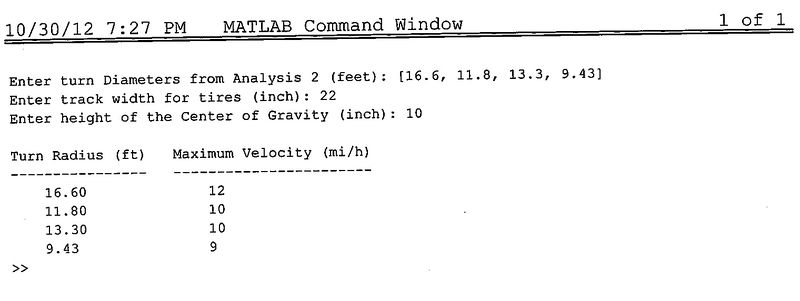 10/30/12 7:27 PM MATLAB Command Window 1 of 1
Enter turn Diameters from Analysis 2 (feet): [16.6, 11.8, 13.3, 9.43]
Enter track width for tires (inch): 22
Enter height of the Center of Gravity (inch): 10
Turn Radius (ft) Maximum Velocity (mi/h)
---------------- -----------------------
16.60 12
11.80 10
13.30 10
9.43 9
>>